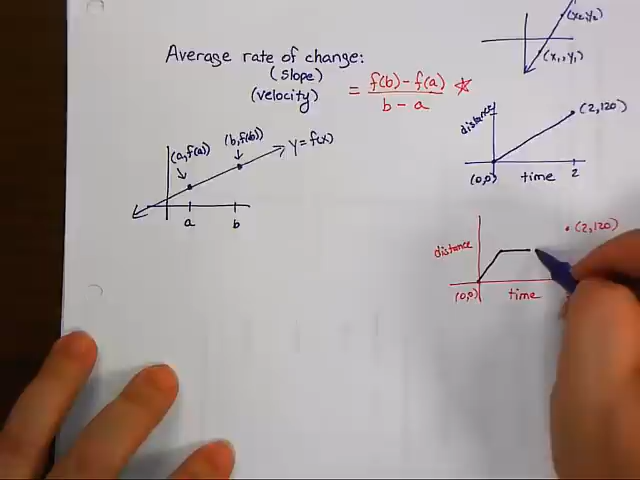 Average rate of change:
(slope)
(velocity)
= f(b) - f(a) / b - a
(x₂, y₂)
(x₁, y₁)
distance
(2, 120)
(0,0)
time
2
(a, f(a))
(b, f(b))
y = f(x)
a
b
distance
(2, 120)
(0,0)
time